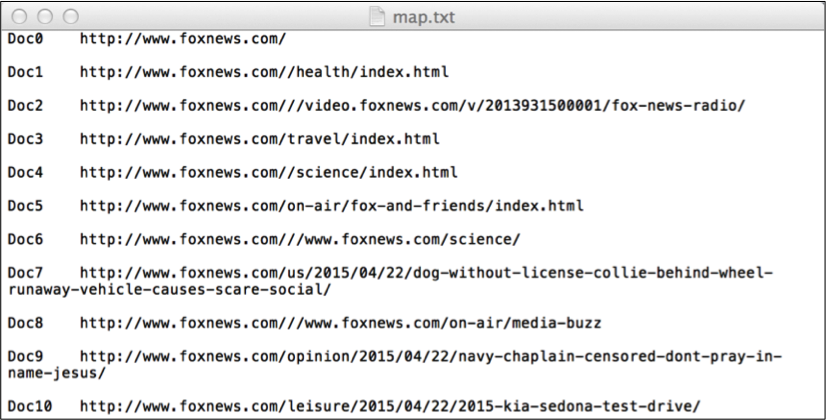 map.txt
Doc0 http://www.foxnews.com/
Doc1 http://www.foxnews.com//health/index.html
Doc2 http://www.foxnews.com///video.foxnews.com/v/2013931500001/fox-news-radio/
Doc3 http://www.foxnews.com/travel/index.html
Doc4 http://www.foxnews.com//science/index.html
Doc5 http://www.foxnews.com/on-air/fox-and-friends/index.html
Doc6 http://www.foxnews.com///www.foxnews.com/science/
Doc7 http://www.foxnews.com/us/2015/04/22/dog-without-license-collie-behind-wheel-
runaway-vehicle-causes-scare-social/
Doc8 http://www.foxnews.com///www.foxnews.com/on-air/media-buzz
Doc9 http://www.foxnews.com/opinion/2015/04/22/navy-chaplain-censored-dont-pray-in-
name-jesus/
Doc10 http://www.foxnews.com/leisure/2015/04/22/2015-kia-sedona-test-drive/